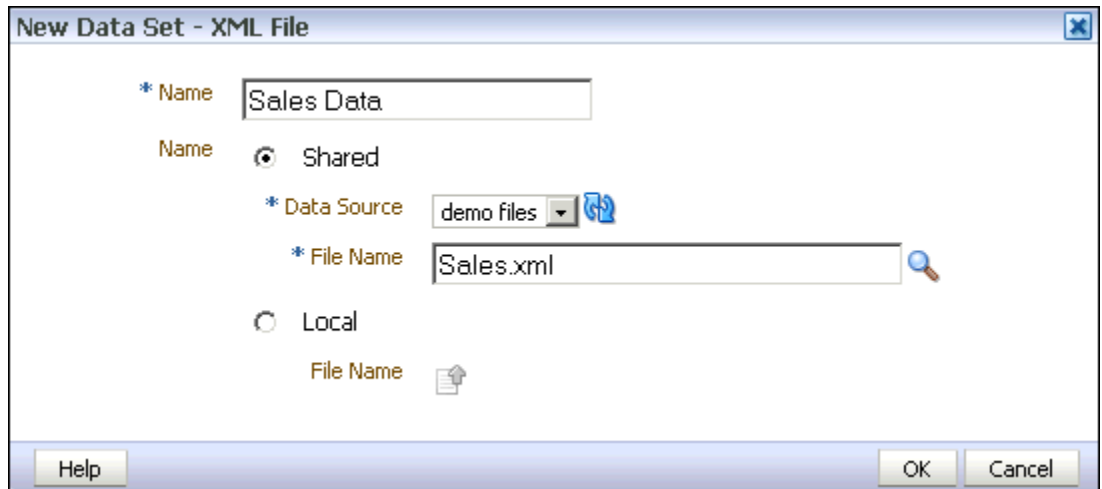 New Data Set - XML File
* Name Sales Data
Name Shared
* Data Source demo files
* File Name Sales.xml
Local
File Name
Help OK Cancel